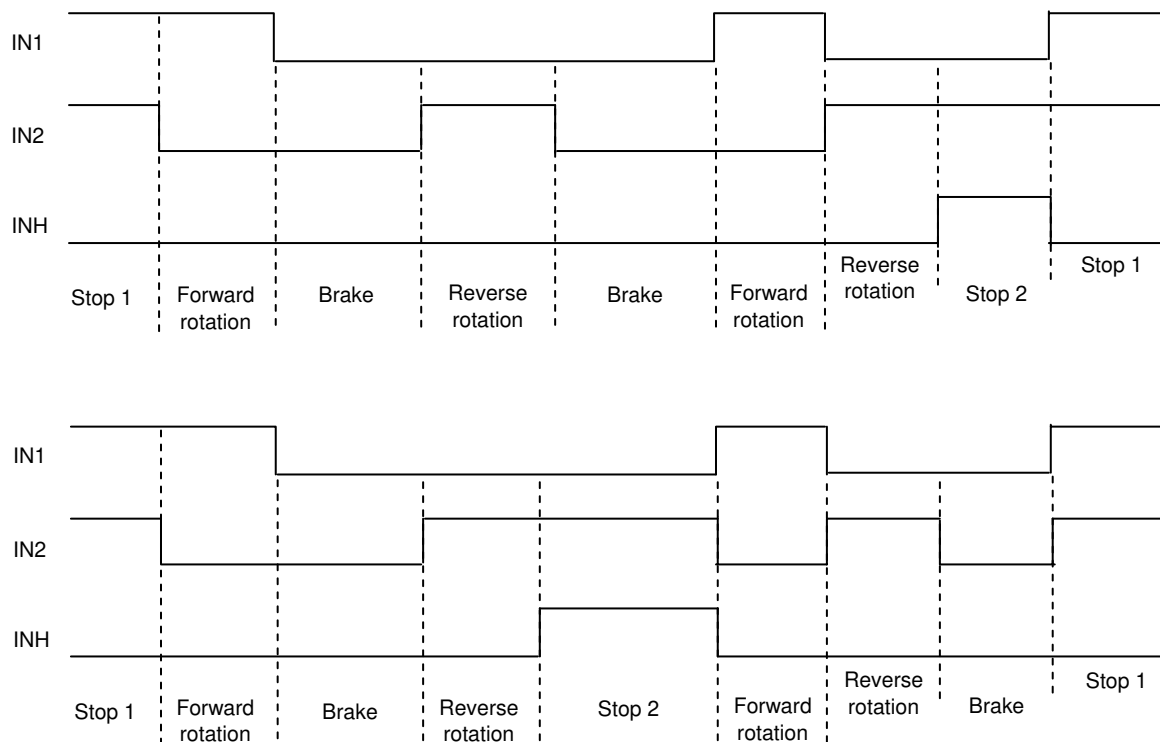 IN1
IN2
INH
Stop 1
Forward
rotation
Brake
Reverse
rotation
Brake
Forward
rotation
Reverse
rotation
Stop 2
Stop 1
IN1
IN2
INH
Stop 1
Forward
rotation
Brake
Reverse
rotation
Stop 2
Forward
rotation
Reverse
rotation
Brake
Stop 1